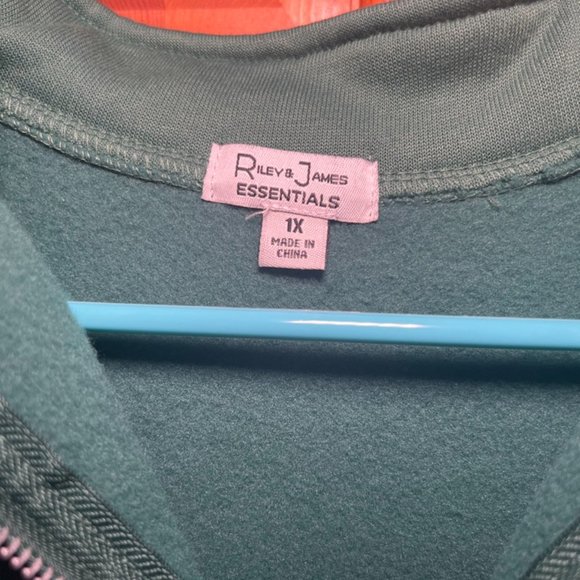 RILEY & JAMES
ESSENTIALS
1X
MADE IN
CHINA